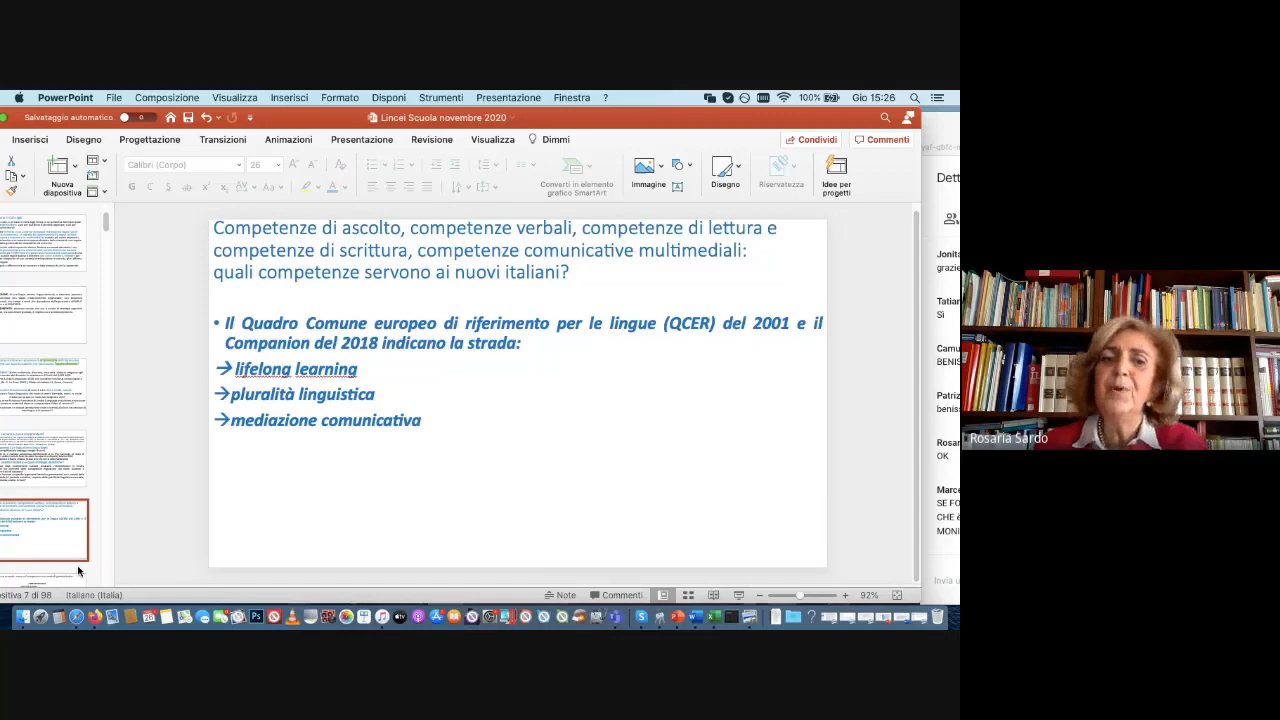 PowerPoint File Composizione Visualizza Inserisci Formato Disponi Strumenti Presentazione Finestra ? 100% Gio 15:26
Salvataggio automatico Lincei Scuola novembre 2020
Inserisci Disegno Progettazione Transizioni Animazioni Presentazione Revisione Visualizza Dimmi Condividi Commenti
Calibri (Corpo) 26
Nuova
diapositiva
Converti in elemento
grafico SmartArt
Immagine
Disegno
Riservatezza
Idee per
progetti
Competenze di ascolto, competenze verbali, competenze di lettura e
competenze di scrittura, competenze comunicative multimediali:
quali competenze servono ai nuovi italiani?
• Il Quadro Comune europeo di riferimento per le lingue (QCER) del 2001 e il
Companion del 2018 indicano la strada:
→lifelong learning
→pluralità linguistica
→mediazione comunicativa
sitiva 7 di 98 Italiano (Italia) Note Commenti 92%
Dett
Jonita
grazie
Tatian
Sì
Camu
BENIS
Patriz
beniss
Rosar
OK
Marce
SE FO
CHE è
MONI
Invia u
Rosaria Sardo